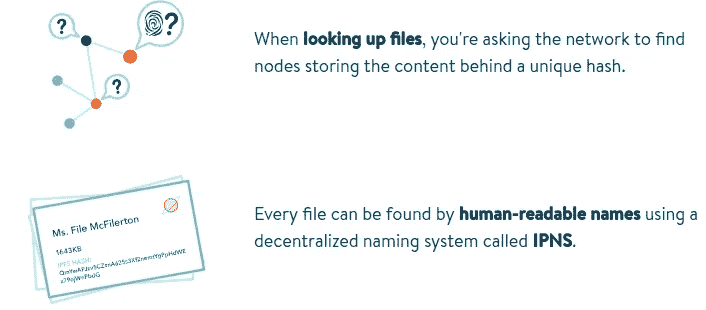 ?
?
?
When looking up files, you're asking the network to find
nodes storing the content behind a unique hash.
Ms. File McFilerton
1643KB
IPFS HASH:
Every file can be found by human-readable names using a
decentralized naming system called IPNS.